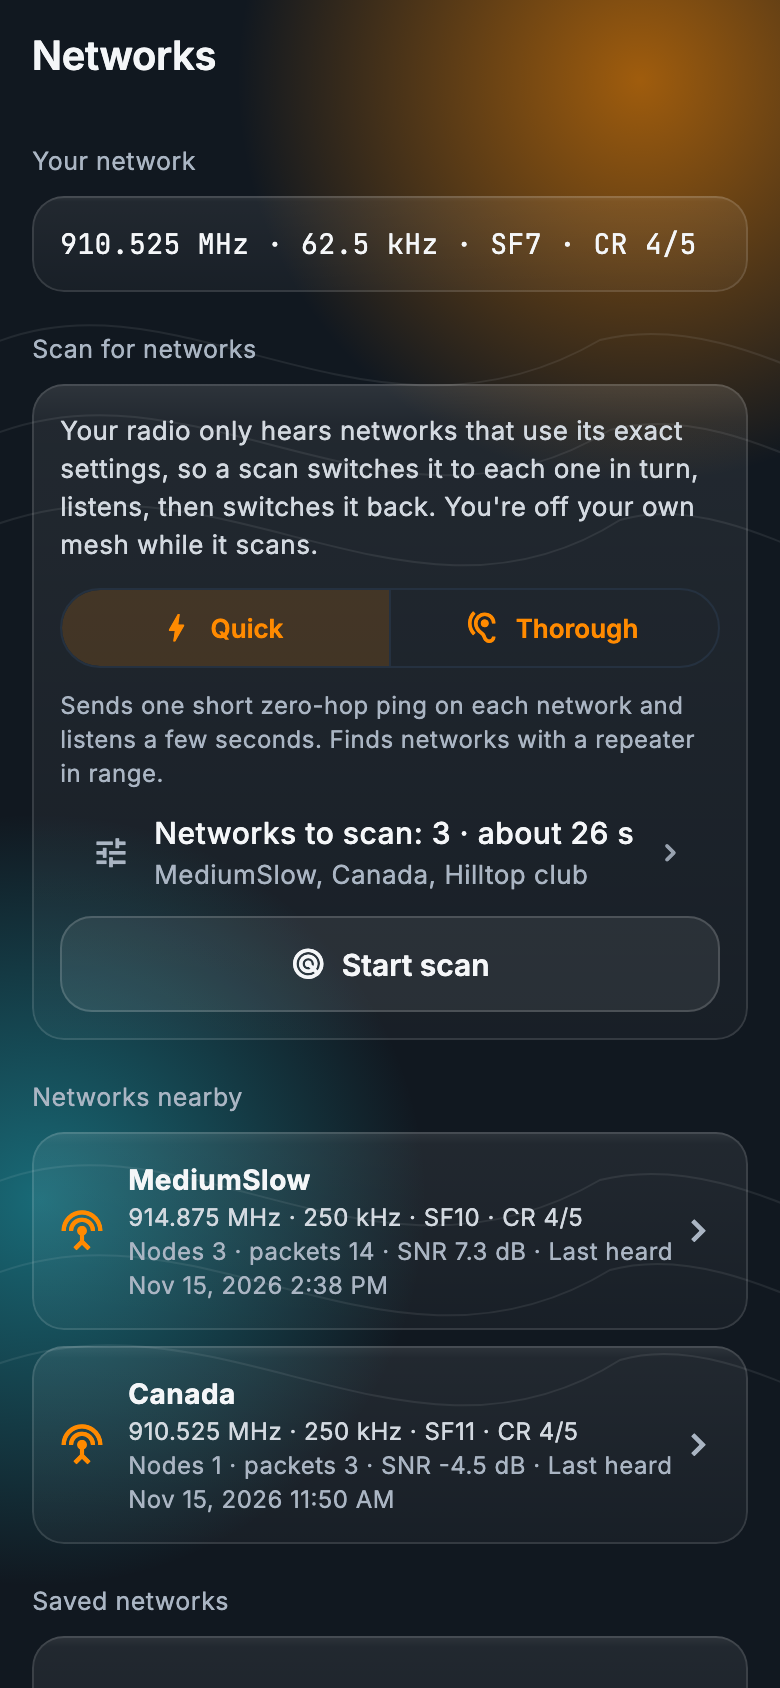 Networks
Your network
910.525 MHz · 62.5 kHz · SF7 · CR 4/5
Scan for networks
Your radio only hears networks that use its exact
settings, so a scan switches it to each one in turn,
listens, then switches it back. You're off your own
mesh while it scans.
Quick
Thorough
Sends one short zero-hop ping on each network and
listens a few seconds. Finds networks with a repeater
in range.
Networks to scan: 3 · about 26 s
MediumSlow, Canada, Hilltop club
Start scan
Networks nearby
MediumSlow
914.875 MHz · 250 kHz · SF10 · CR 4/5
Nodes 3 · packets 14 · SNR 7.3 dB · Last heard
Nov 15, 2026 2:38 PM
Canada
910.525 MHz · 250 kHz · SF11 · CR 4/5
Nodes 1 · packets 3 · SNR -4.5 dB · Last heard
Nov 15, 2026 11:50 AM
Saved networks